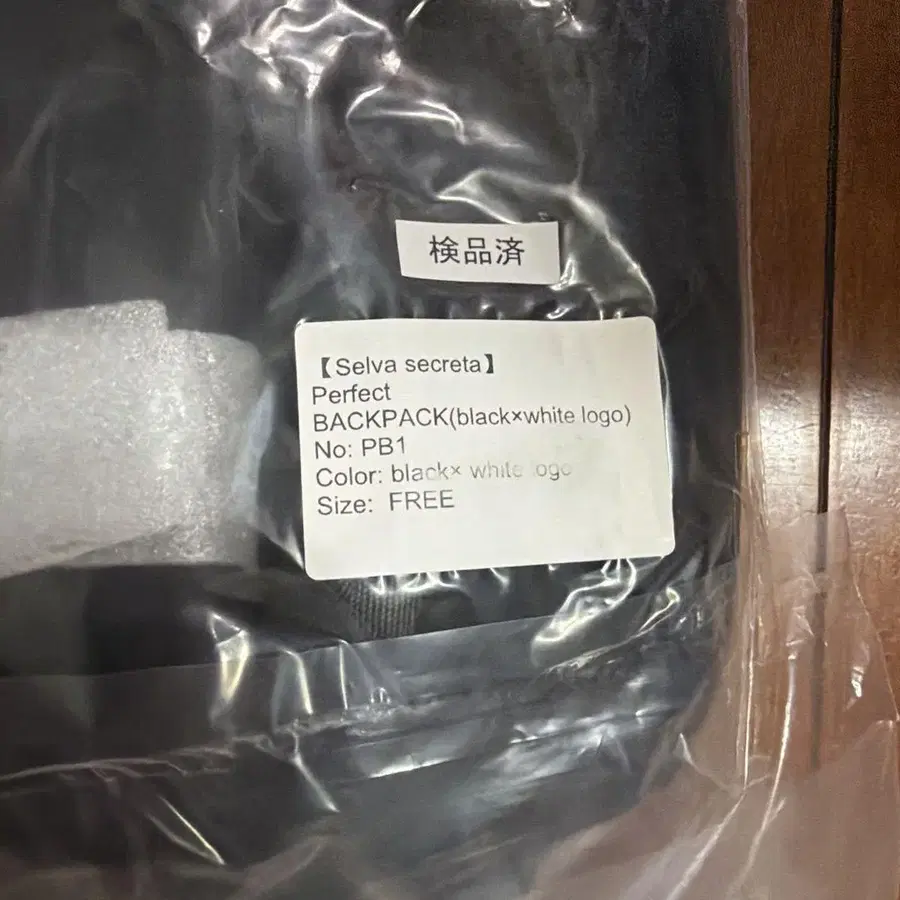 検品済
【Selva secreta】
Perfect
BACKPACK(black×white logo)
No: PB1
Color: black× white logo
Size: FREE